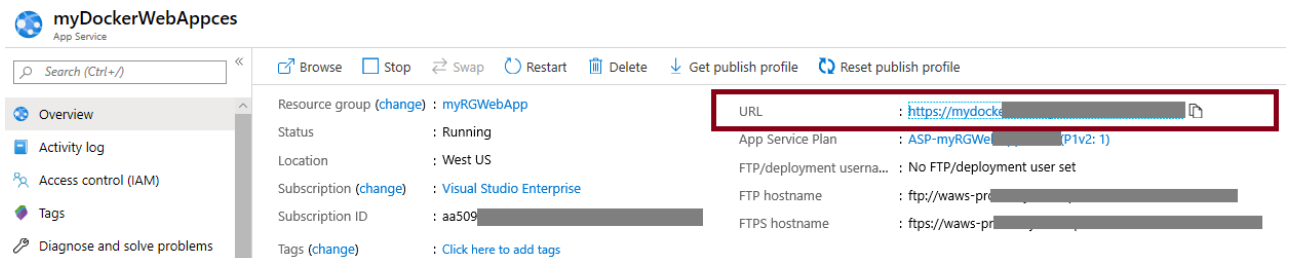 myDockerWebAppces
App Service
Search (Ctrl+/)
«
Overview
Activity log
Access control (IAM)
Tags
Diagnose and solve problems
Browse Stop Swap Restart Delete Get publish profile Reset publish profile
Resource group (change) : myRGWebApp
Status : Running
Location : West US
Subscription (change) : Visual Studio Enterprise
Subscription ID : aa509
Tags (change) : Click here to add tags
URL : https://mydocke
App Service Plan : ASP-myRGWe (P1v2: 1)
FTP/deployment userna... : No FTP/deployment user set
FTP hostname : ftp://waws-pr
FTPS hostname : ftps://waws-pr